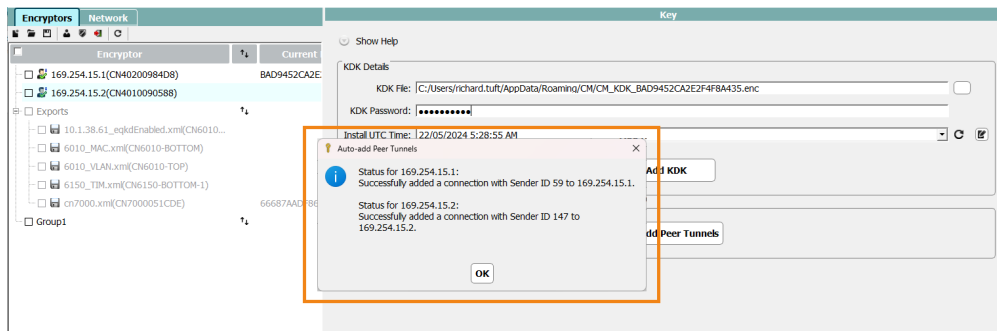 Encryptors Network
Key
Show Help
Encryptor
Current
KDK Details
169.254.15.1(CN40200984D8)
BAD9452CA2E
KDK File: C:/Users/richard.tuft/AppData/Roaming/CM/CM_KDK_BAD9452CA2E2F4F8A435.enc
169.254.15.2(CN4010090588)
KDK Password: ●●●●●●●●●●
Exports
10.1.38.61_eqkdEnabled.xml(CN6010...
Install UTC Time: 22/05/2024 5:28:55 AM
6010_MAC.xml(CN6010-BOTTOM)
Auto-add Peer Tunnels
6010_VLAN.xml(CN6010-TOP)
Status for 169.254.15.1:
Add KDK
Successfully added a connection with Sender ID 59 to 169.254.15.1.
6150_TIM.xml(CN6150-BOTTOM-1)
cn7000.xml(CN7000051CDE)
Status for 169.254.15.2:
Successfully added a connection with Sender ID 147 to
169.254.15.2.
Group1
dd Peer Tunnels
OK